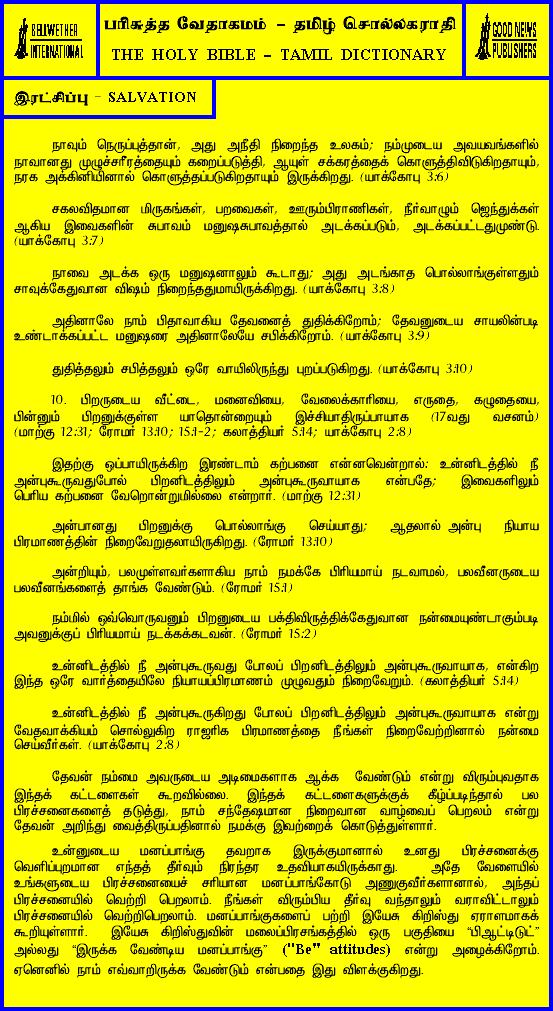 BELLWETHER
INTERNATIONAL
பரிசுத்த வேதாகமம் – தமிழ் சொல்லகராதி
THE HOLY BIBLE – TAMIL DICTIONARY
GOOD NEWS
PUBLISHERS
இரட்சிப்பு – SALVATION
நாவும் நெருப்புத்தான், அது அநீதி நிறைந்த உலகம்; நம்முடைய அவயவங்களில்
நாவானது முழுச்சரீரத்தையும் கறைப்படுத்தி, ஆயுள் சக்கரத்தைக் கொளுத்திவிடுகிறதாயும்,
நரக அக்கினியினால் கொளுத்தப்படுகிறதாயும் இருக்கிறது. (யாக்கோபு 3:6)
சகலவிதமான மிருகங்கள், பறவைகள், ஊரும்பிராணிகள், நீர்வாழும் ஜெந்துக்கள்
ஆகிய இவைகளின் சுபாவம் மனுஷசுபாவத்தால் அடக்கப்படும், அடக்கப்பட்டதுமுண்டு.
(யாக்கோபு 3:7)
நாவை அடக்க ஒரு மனுஷனாலும் கூடாது; அது அடங்காத பொல்லாங்குள்ளதும்
சாவுக்கேதுவான விஷம் நிறைந்ததுமாயிருக்கிறது. (யாக்கோபு 3:8)
அதினாலே நாம் பிதாவாகிய தேவனைத் துதிக்கிறோம்; தேவனுடைய சாயலின்படி
உண்டாக்கப்பட்ட மனுஷரை அதினாலேயே சபிக்கிறோம். (யாக்கோபு 3:9)
துதித்தலும் சபித்தலும் ஒரே வாயிலிருந்து புறப்படுகிறது. (யாக்கோபு 3:10)
10. பிறருடைய வீட்டை, மனைவியை, வேலைக்காரியை, எருதை, கழுதையை,
பின்னும் பிறனுக்குள்ள யாதொன்றையும் இச்சியாதிருப்பாயாக (17வது வசனம்)
(மாற்கு 12:31; ரோமர் 13:10; 15:1-2; கலாத்தியர் 5:14; யாக்கோபு 2:8)
இதற்கு ஒப்பாயிருக்கிற இரண்டாம் கற்பனை என்னவென்றால்: உன்னிடத்தில் நீ
அன்புகூருவதுபோல் பிறனிடத்திலும் அன்புகூருவாயாக என்பதே; இவைகளிலும்
பெரிய கற்பனை வேறொன்றுமில்லை என்றார். (மாற்கு 12:31)
அன்பானது பிறனுக்கு பொல்லாங்கு செய்யாது; ஆதலால் அன்பு நியாய
பிரமாணத்தின் நிறைவேறுதலாயிருகிறது. (ரோமர் 13:10)
அன்றியும், பலமுள்ளவர்களாகிய நாம் நமக்கே பிரியமாய் நடவாமல், பலவீனருடைய
பலவீனங்களைத் தாங்க வேண்டும். (ரோமர் 15:1)
நம்மில் ஒவ்வொருவனும் பிறனுடைய பக்திவிருத்திக்கேதுவான நன்மையுண்டாகும்படி
அவனுக்குப் பிரியமாய் நடக்கக்கடவன். (ரோமர் 15:2)
உன்னிடத்தில் நீ அன்புகூருவது போலப் பிறனிடத்திலும் அன்புகூருவாயாக, என்கிற
இந்த ஒரே வார்த்தையிலே நியாயப்பிரமாணம் முழுவதும் நிறைவேறும். (கலாத்தியர் 5:14)
உன்னிடத்தில் நீ அன்புகூருகிறது போலப் பிறனிடத்திலும் அன்புகூருவாயாக என்று
வேதவாக்கியம் சொல்லுகிற ராஜரிக பிரமாணத்தை நீங்கள் நிறைவேற்றினால் நன்மை
செய்வீர்கள். (யாக்கோபு 2:8)
தேவன் நம்மை அவருடைய அடிமைகளாக ஆக்க வேண்டும் என்று விரும்புவதாக
இந்தக் கட்டளைகள் கூறவில்லை. இந்தக் கட்டளைகளுக்குக் கீழ்ப்படிந்தால் பல
பிரச்சனைகளைத் தடுத்து, நாம் சந்தேஷமான நிறைவான வாழ்வைப் பெறலம் என்று
தேவன் அறிந்து வைத்திருப்பதினால் நமக்கு இவற்றைக் கொடுத்துள்ளார்.
உன்னுடைய மனப்பாங்கு தவறாக இருக்குமானால் உனது பிரச்சனைக்கு
வெளிப்புறமான எந்தத் தீர்வும் நிரந்தர உதவியாகயிருக்காது. அதே வேளையில்
உங்களுடைய பிரச்சனையைச் சரியான மனப்பாங்கோடு அணுகுவீர்களானால், அந்தப்
பிரச்சனையில் வெற்றி பெறலாம். நீங்கள் விரும்பிய தீர்வு வந்தாலும் வராவிட்டாலும்
பிரச்சனையில் வெற்றிபெறலாம். மனப்பாங்குகளைப் பற்றி இயேசு கிறிஸ்து ஏராளமாகக்
கூறியுள்ளார். இயேசு கிறிஸ்துவின் மலைப்பிரசங்கத்தில் ஒரு பகுதியை “பிஆட்டிடுட்”
அல்லது “இருக்க வேண்டிய மனப்பாங்கு” ("Be" attitudes) என்று அழைக்கிறோம்.
ஏனெனில் நாம் எவ்வாறிருக்க வேண்டும் என்பதை இது விளக்குகிறது.